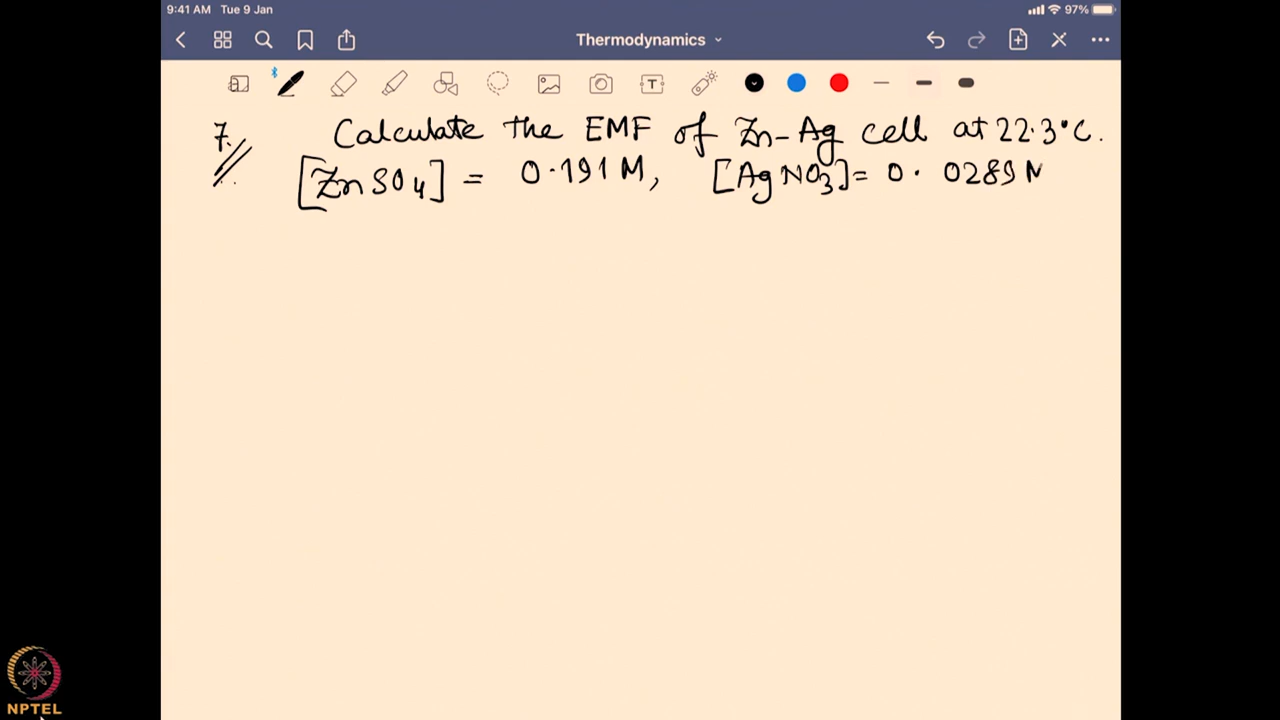 9:41 AM Tue 9 Jan
97%
Thermodynamics
T
7. Calculate the EMF of Zn-Ag cell at 22.3°C.
[ZnSO4] = 0.191 M, [AgNO3] = 0.0289 M
NPTEL